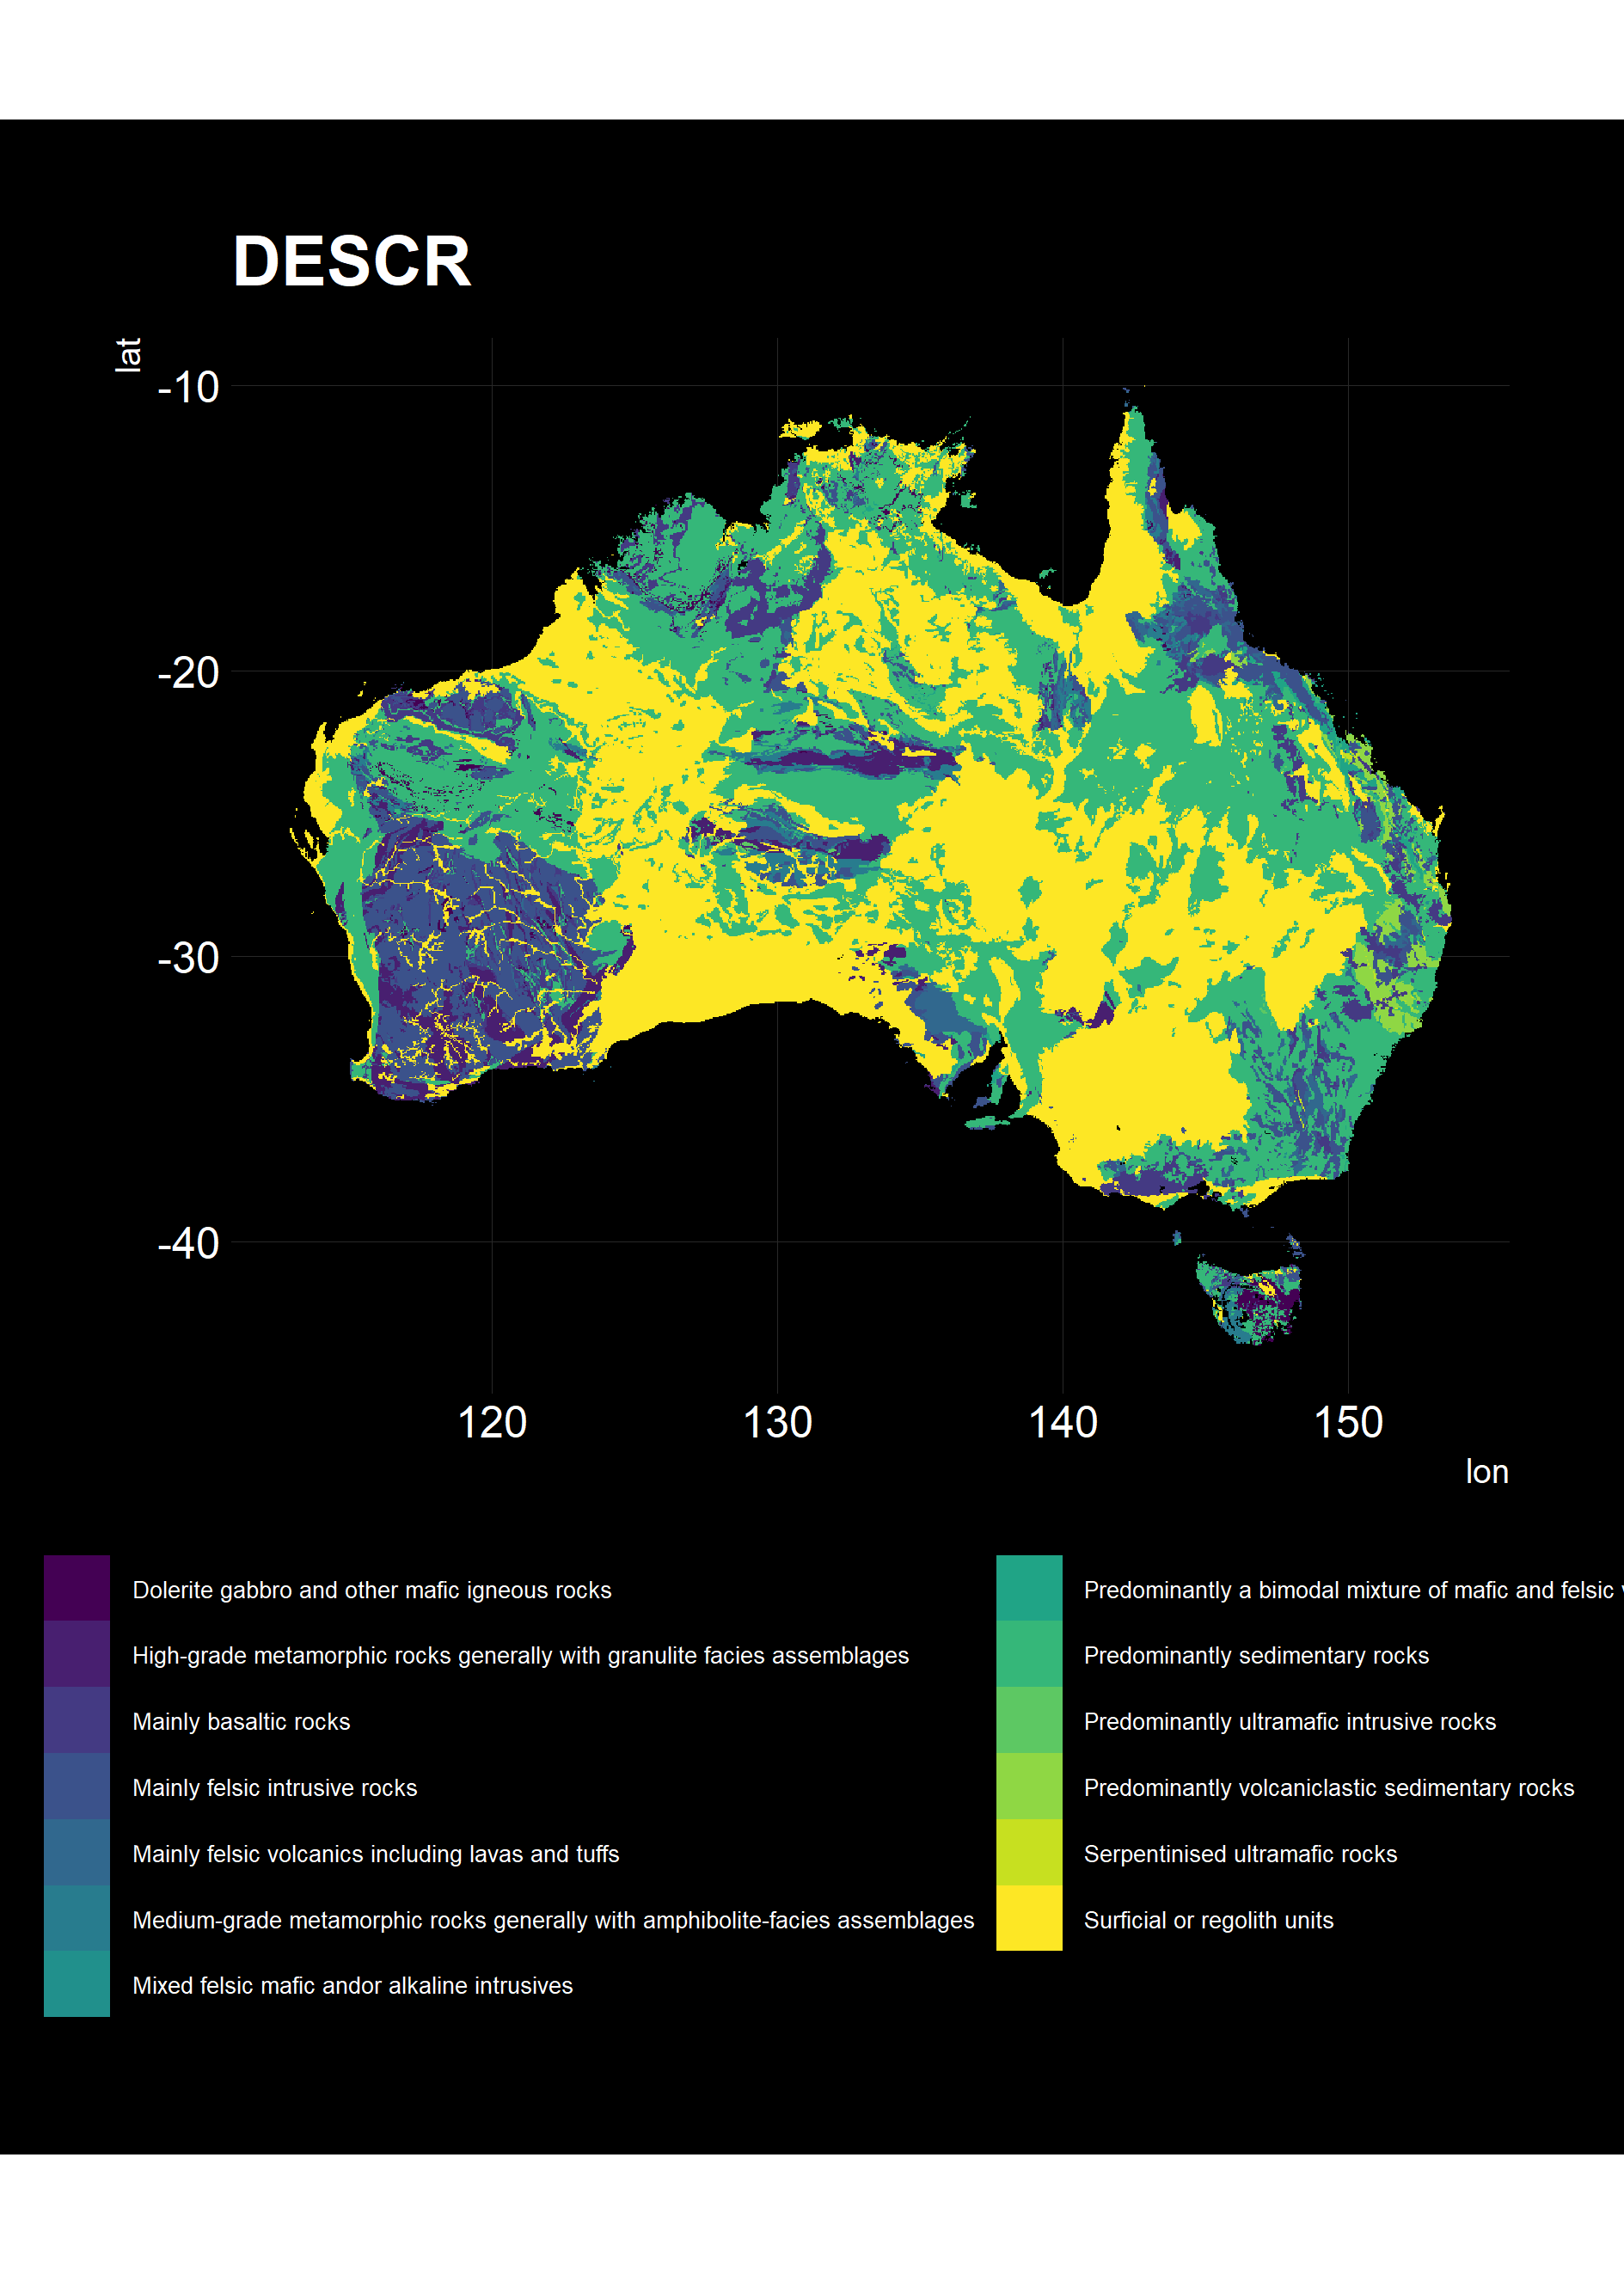 DESCR
lat
-10
-20
-30
-40
120 130 140 150
lon
Dolerite gabbro and other mafic igneous rocks
High-grade metamorphic rocks generally with granulite facies assemblages
Mainly basaltic rocks
Mainly felsic intrusive rocks
Mainly felsic volcanics including lavas and tuffs
Medium-grade metamorphic rocks generally with amphibolite-facies assemblages
Mixed felsic mafic andor alkaline intrusives
Predominantly a bimodal mixture of mafic and felsic
Predominantly sedimentary rocks
Predominantly ultramafic intrusive rocks
Predominantly volcaniclastic sedimentary rocks
Serpentinised ultramafic rocks
Surficial or regolith units